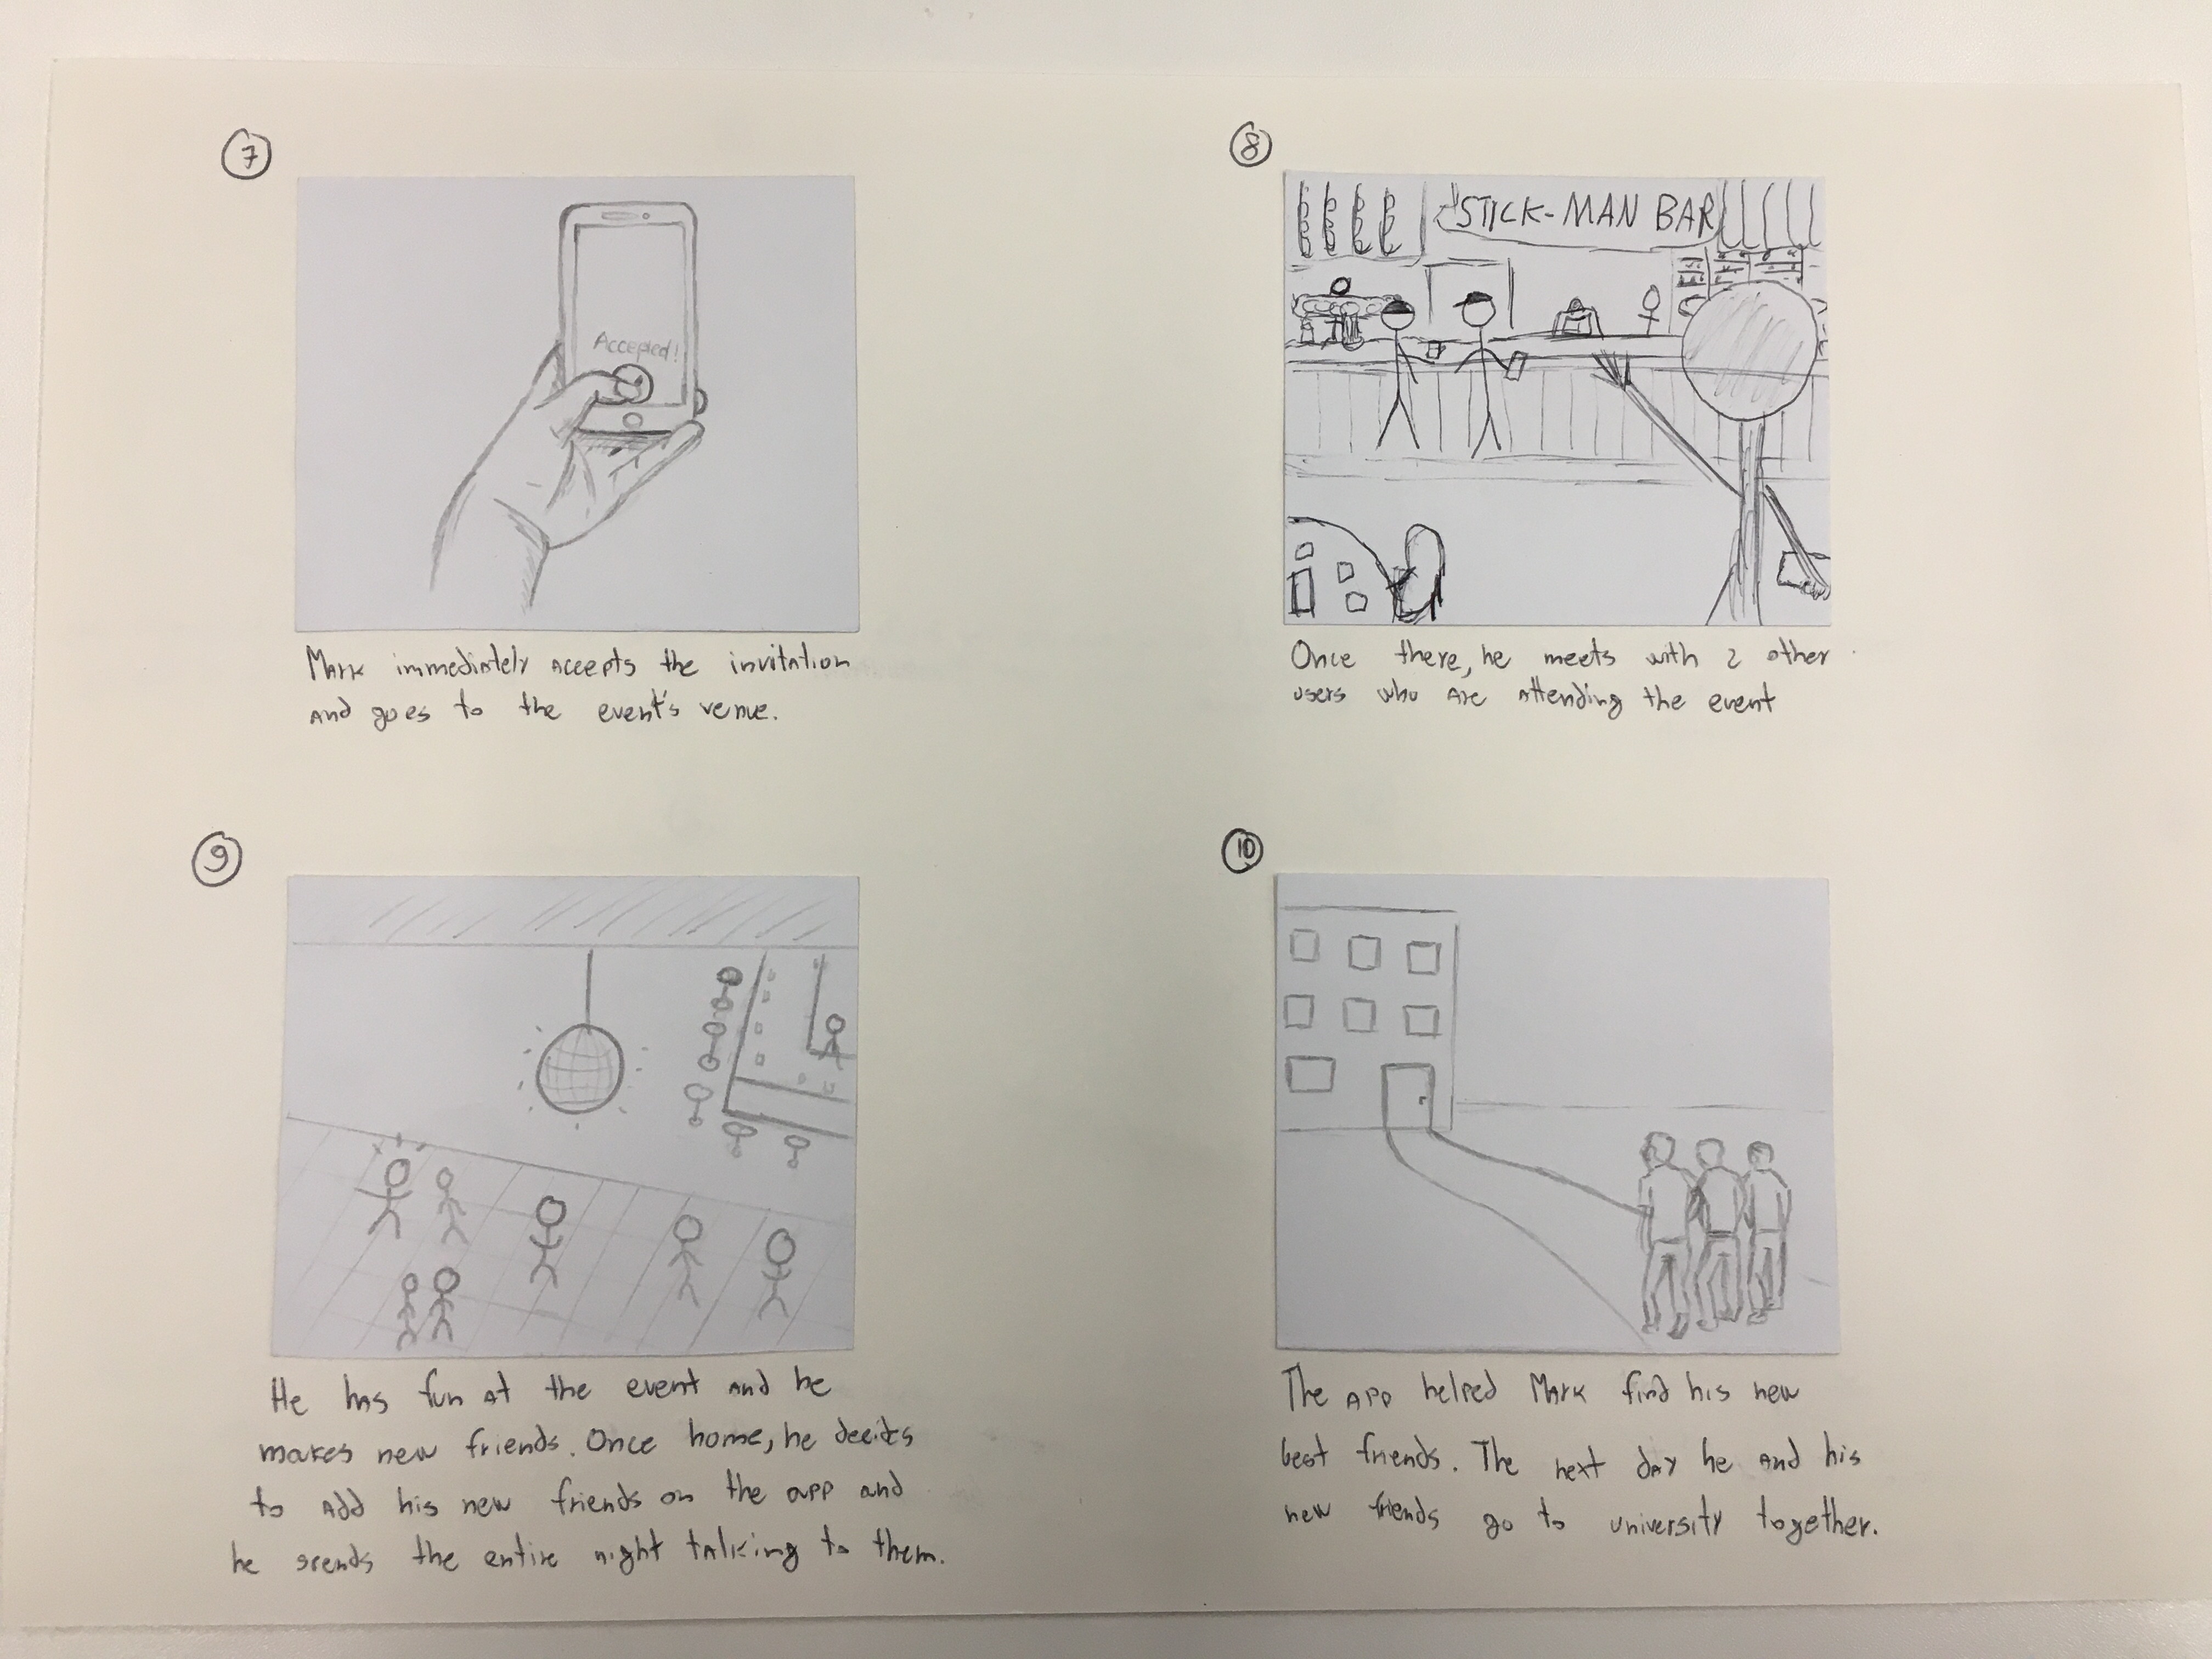 7
Accepted!
Mark immediately accepts the invitation
and goes to the event's venue.
8
STICK-MAN BAR
Once there, he meets with 2 other
users who are attending the event
9
He has fun at the event and he
makes new friends. Once home, he decids
to add his new friends on the app and
he spends the entire night talking to them.
10
The app helped Mark find his new
best friends. The next day he and his
new friends go to university together.